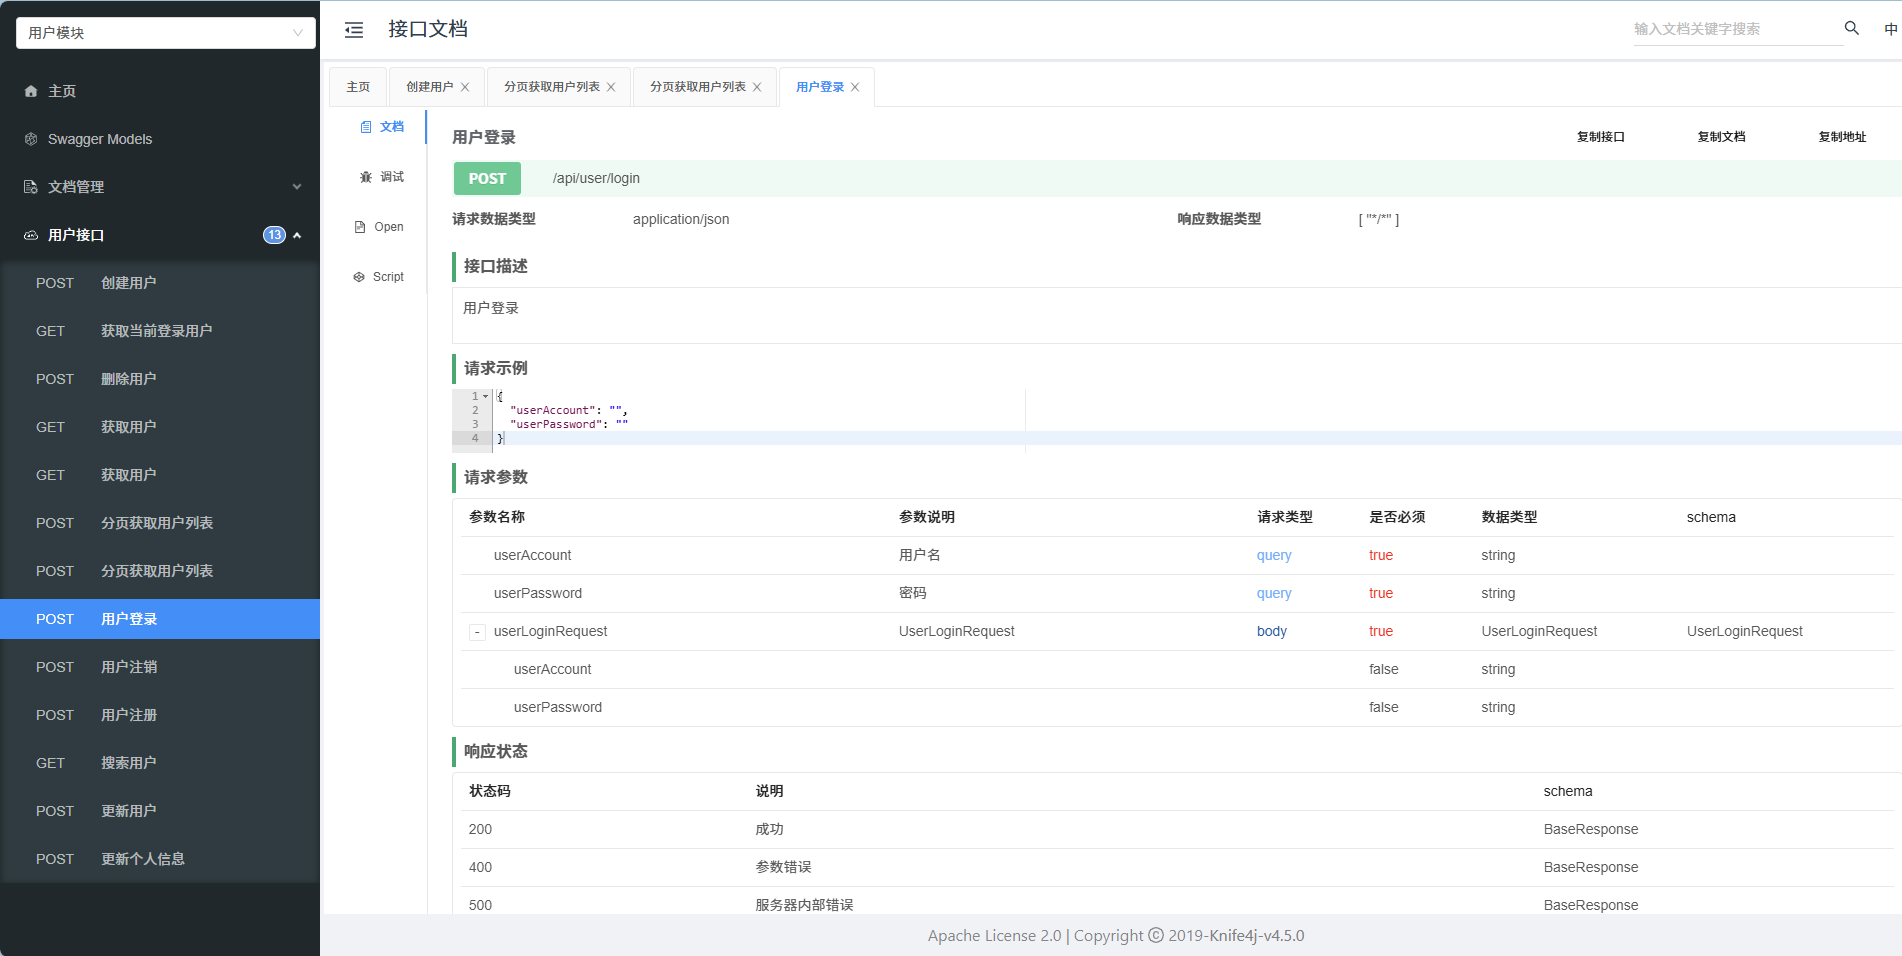 用户模块
主页
Swagger Models
文档管理
用户接口 13
POST 创建用户
GET 获取当前登录用户
POST 删除用户
GET 获取用户
GET 获取用户
POST 分页获取用户列表
POST 分页获取用户列表
POST 用户登录
POST 用户注销
POST 用户注册
GET 搜索用户
POST 更新用户
POST 更新个人信息
接口文档
输入文档关键字搜索
中
主页 创建用户 分页获取用户列表 分页获取用户列表 用户登录
文档
调试
Open
Script
用户登录 复制接口 复制文档 复制地址
POST /api/user/login
请求数据类型 application/json 响应数据类型 [ "*/*" ]
接口描述
用户登录
请求示例
1 {
2 "userAccount": "",
3 "userPassword": ""
4 }
请求参数
参数名称 参数说明 请求类型 是否必须 数据类型 schema
userAccount 用户名 query true string
userPassword 密码 query true string
- userLoginRequest UserLoginRequest body true UserLoginRequest UserLoginRequest
userAccount false string
userPassword false string
响应状态
状态码 说明 schema
200 成功 BaseResponse
400 参数错误 BaseResponse
500 服务器内部错误 BaseResponse
Apache License 2.0 | Copyright © 2019-Knife4j-v4.5.0